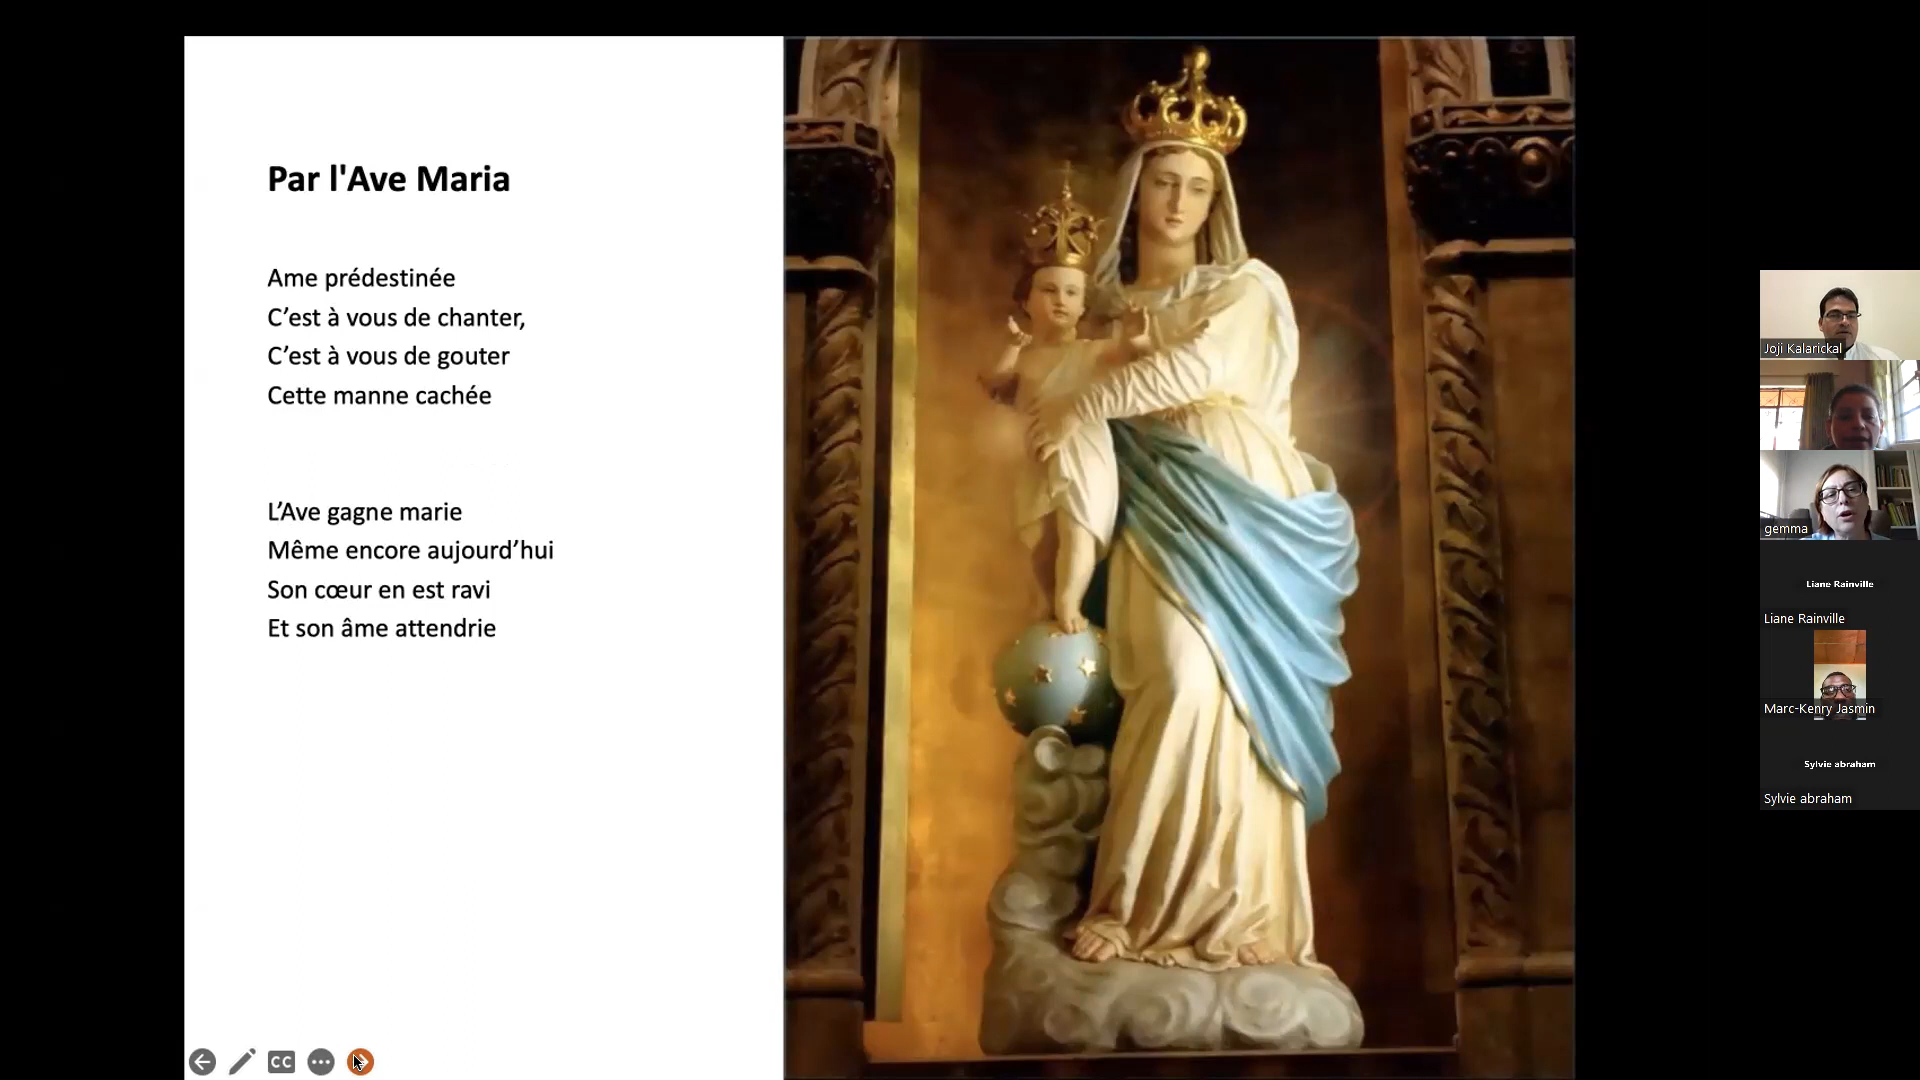 Par l'Ave Maria
Ame prédestinée
C’est à vous de chanter,
C’est à vous de gouter
Cette manne cachée
L’Ave gagne marie
Même encore aujourd’hui
Son cœur en est ravi
Et son âme attendrie
CC
Joji Kalarickal
gemma
Liane Rainville
Liane Rainville
Marc-Kenry Jasmin
Sylvie abraham
Sylvie abraham